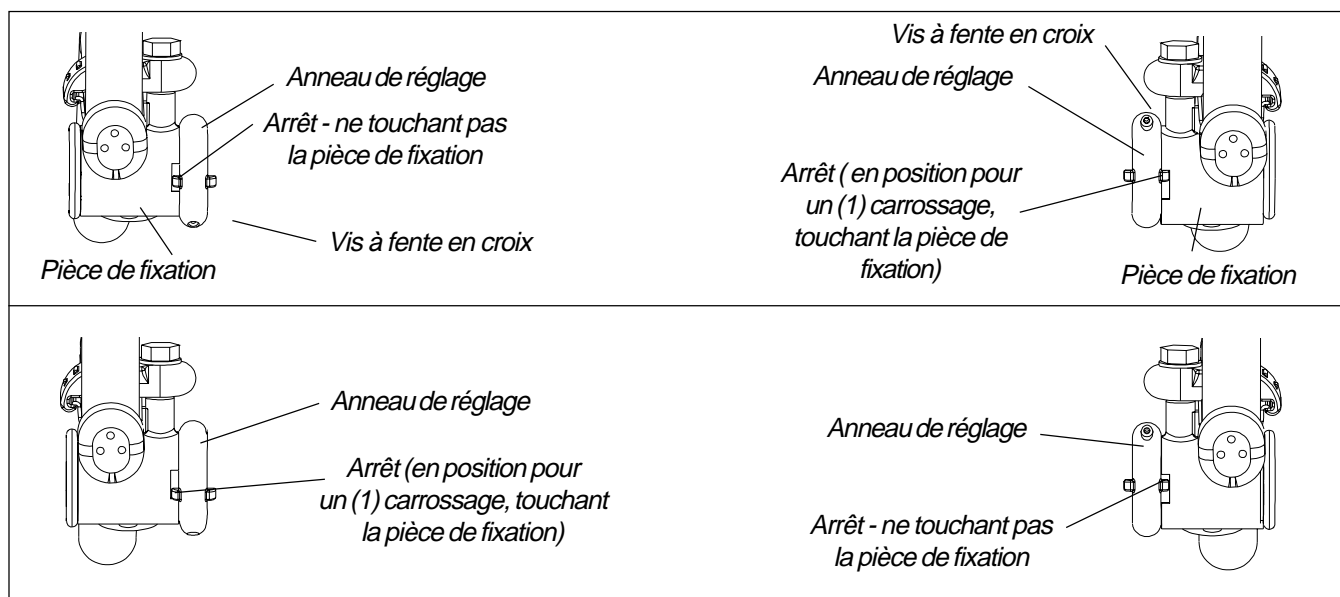 Anneau de réglage
Arrêt - ne touchant pas
la pièce de fixation
Vis à fente en croix
Pièce de fixation
Vis à fente en croix
Anneau de réglage
Arrêt ( en position pour
un (1) carrossage,
touchant la pièce de
fixation)
Pièce de fixation
Anneau de réglage
Arrêt (en position pour
un (1) carrossage, touchant
la pièce de fixation)
Anneau de réglage
Arrêt - ne touchant pas
la pièce de fixation